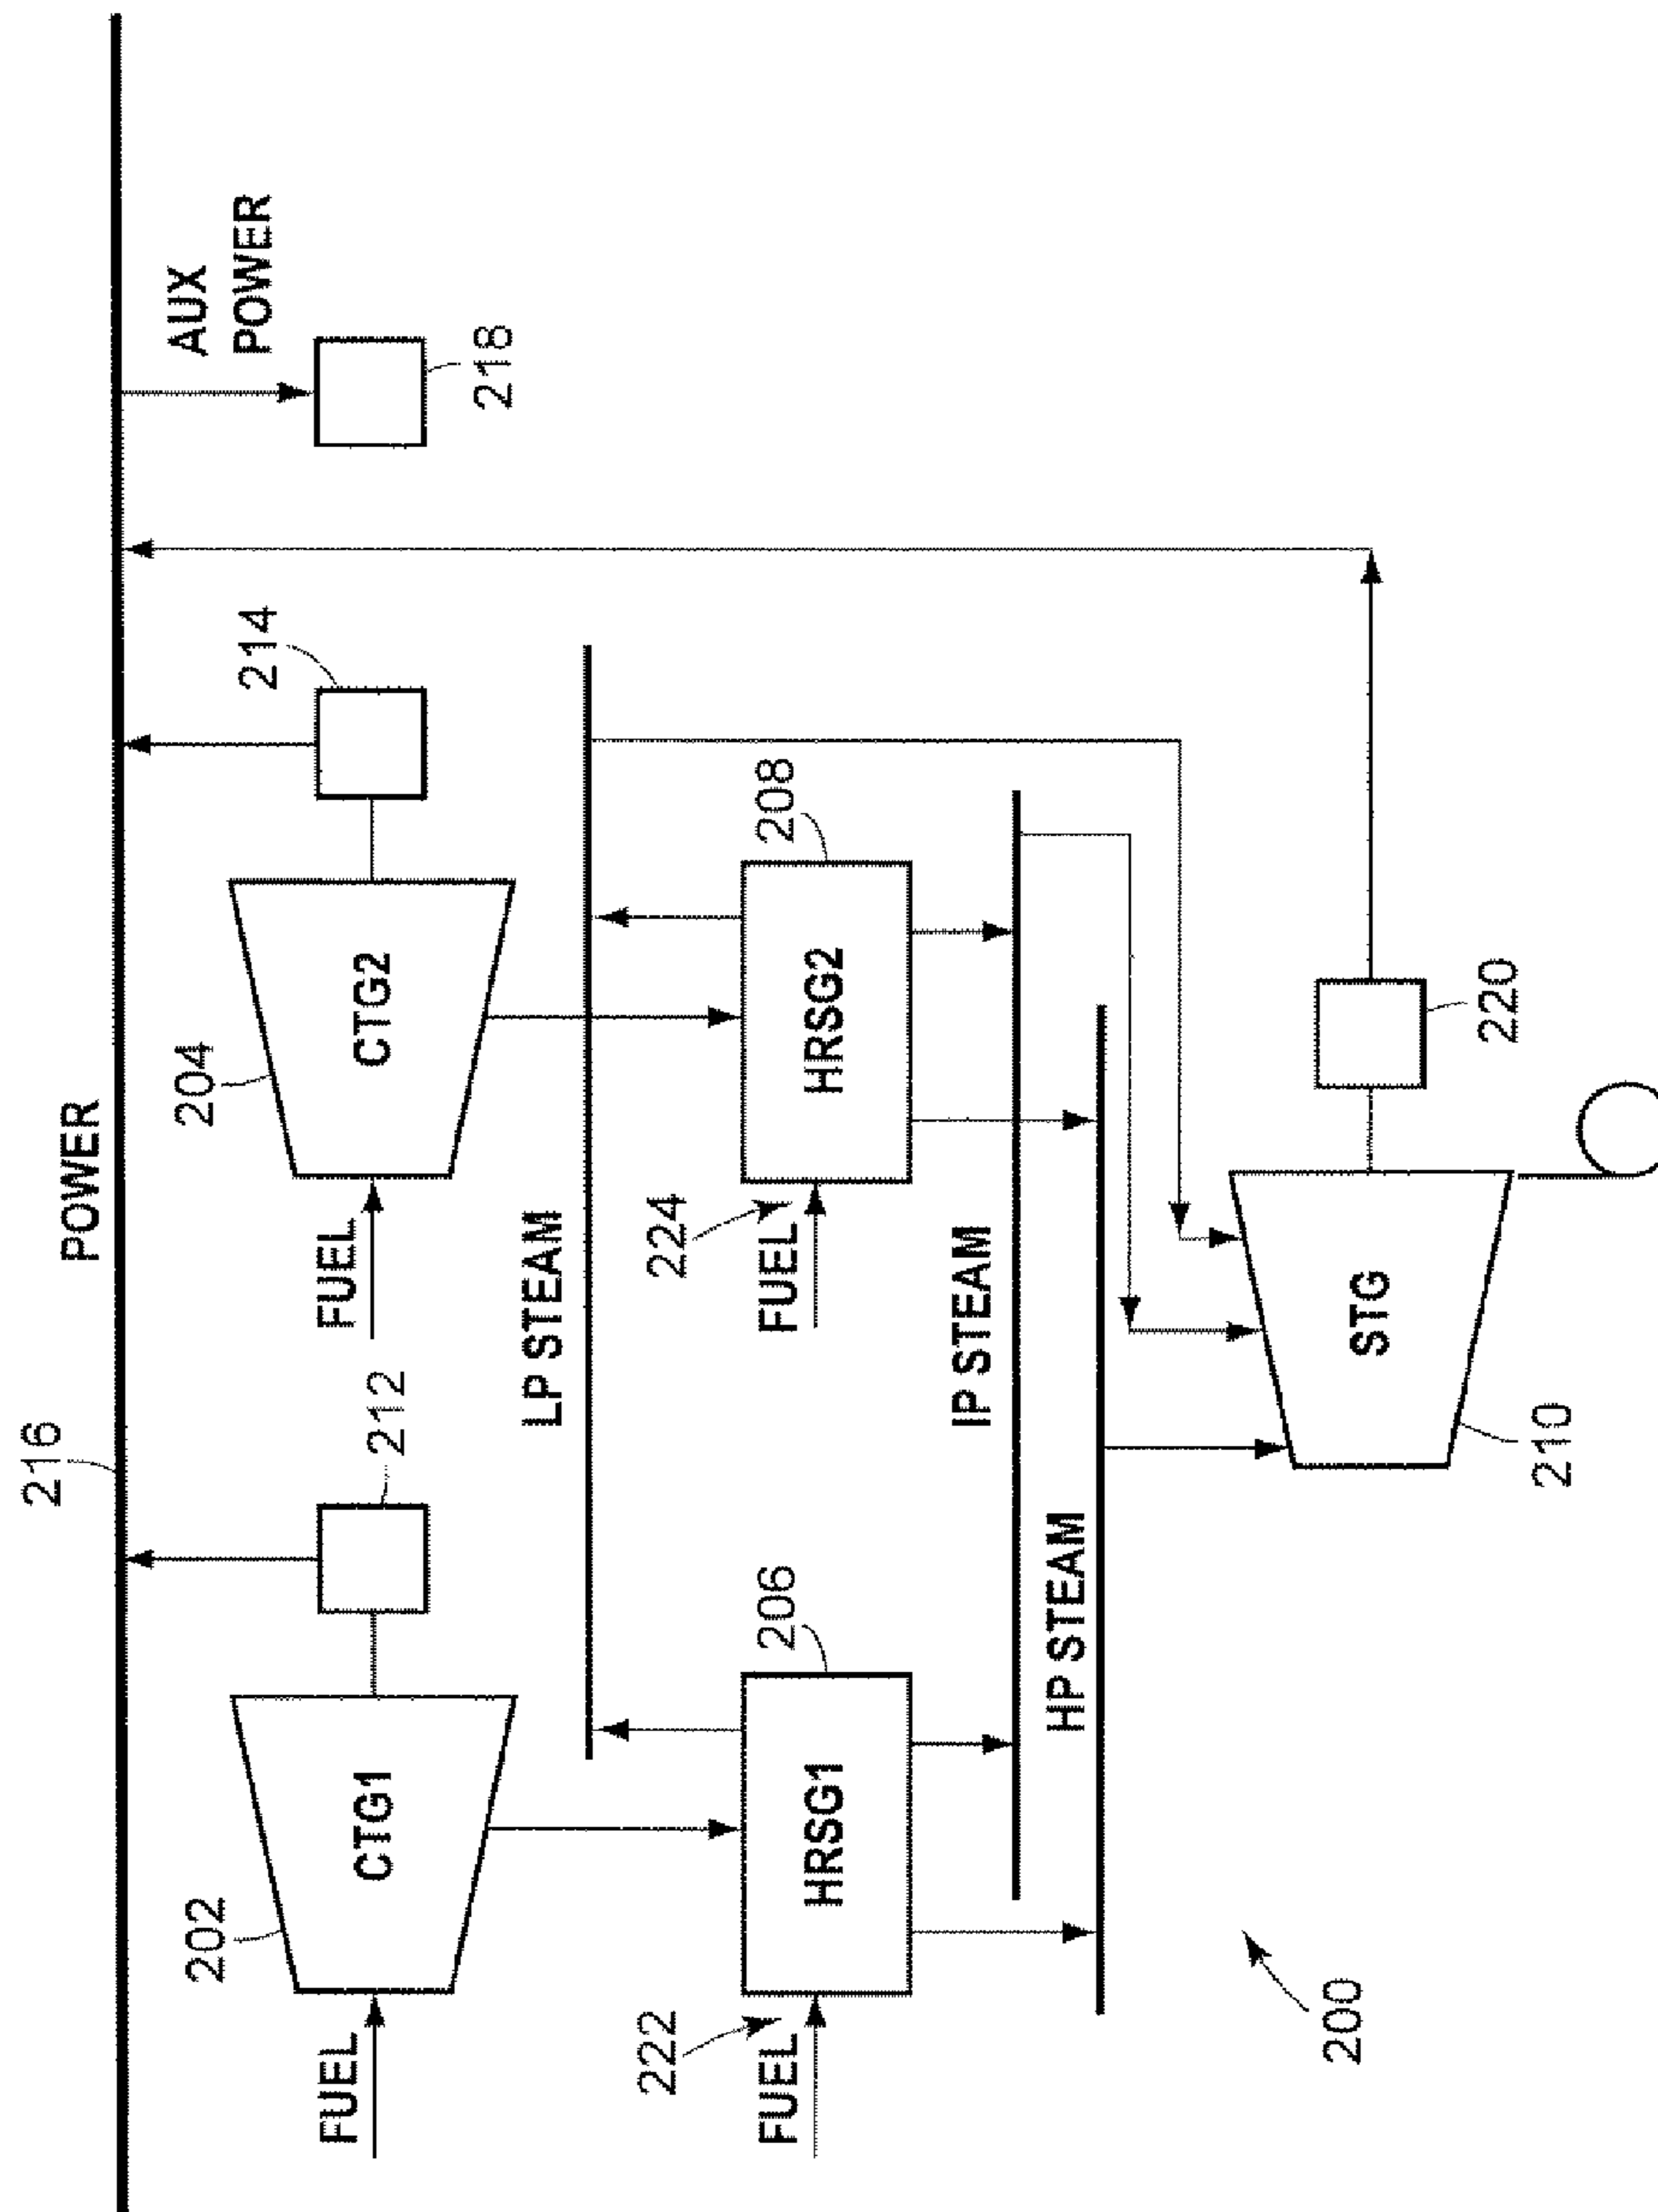 216
POWER
AUX
POWER
202
204
214
FUEL
CTG1
212
FUEL
CTG2
218
LP STEAM
222
224
FUEL
HRSG1
206
FUEL
HRSG2
208
IP STEAM
HP STEAM
200
STG
210
220